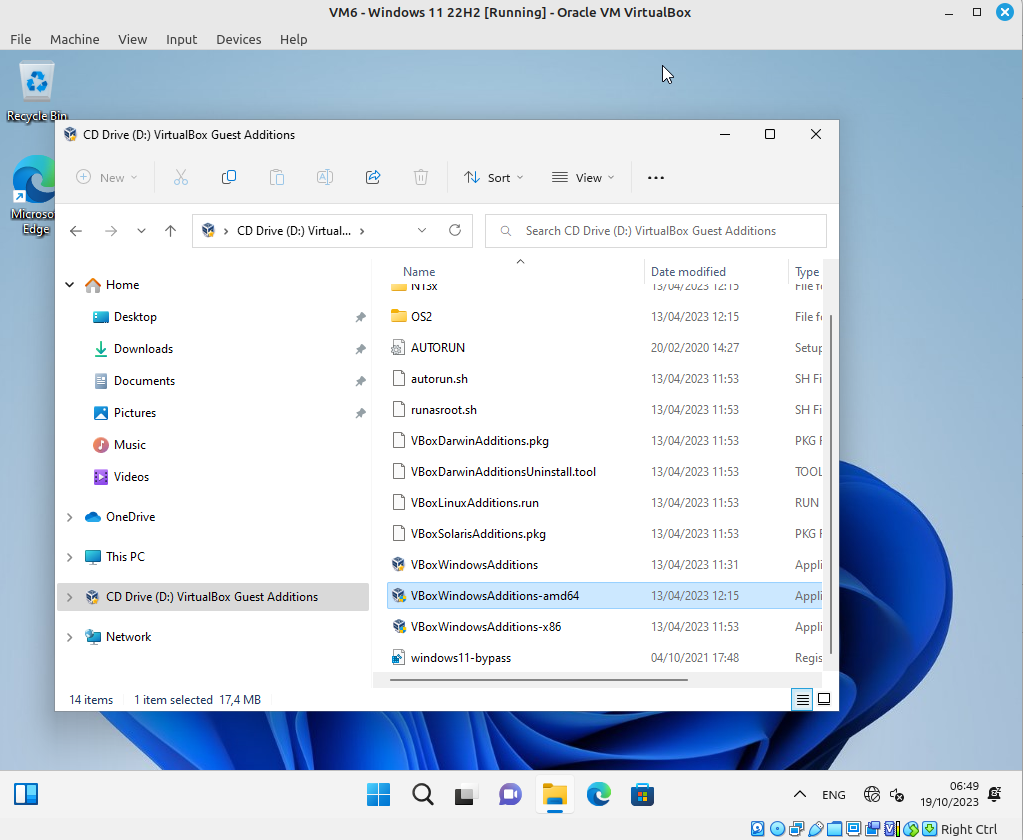 VM6 - Windows 11 22H2 [Running] - Oracle VM VirtualBox
File Machine View Input Devices Help
Recycle Bin
CD Drive (D:) VirtualBox Guest Additions
New Sort View
CD Drive (D:) Virtual... Search CD Drive (D:) VirtualBox Guest Additions
Microso
Edge
Name Date modified Type
Home
NT3x 13/04/2023 12:15 File f
Desktop
OS2 13/04/2023 12:15 File f
Downloads
AUTORUN 20/02/2020 14:27 Setup
Documents
autorun.sh 13/04/2023 11:53 SH Fi
Pictures
runasroot.sh 13/04/2023 11:53 SH Fi
Music
VBoxDarwinAdditions.pkg 13/04/2023 11:53 PKG F
Videos
VBoxDarwinAdditionsUninstall.tool 13/04/2023 11:53 TOOL
OneDrive
VBoxLinuxAdditions.run 13/04/2023 11:53 RUN
VBoxSolarisAdditions.pkg 13/04/2023 11:53 PKG F
This PC
VBoxWindowsAdditions 13/04/2023 11:31 Appli
CD Drive (D:) VirtualBox Guest Additions
VBoxWindowsAdditions-amd64 13/04/2023 12:15 Appli
Network
VBoxWindowsAdditions-x86 13/04/2023 11:53 Appli
windows11-bypass 04/10/2021 17:48 Regis
14 items 1 item selected 17,4 MB
ENG
06:49
19/10/2023
Right Ctrl